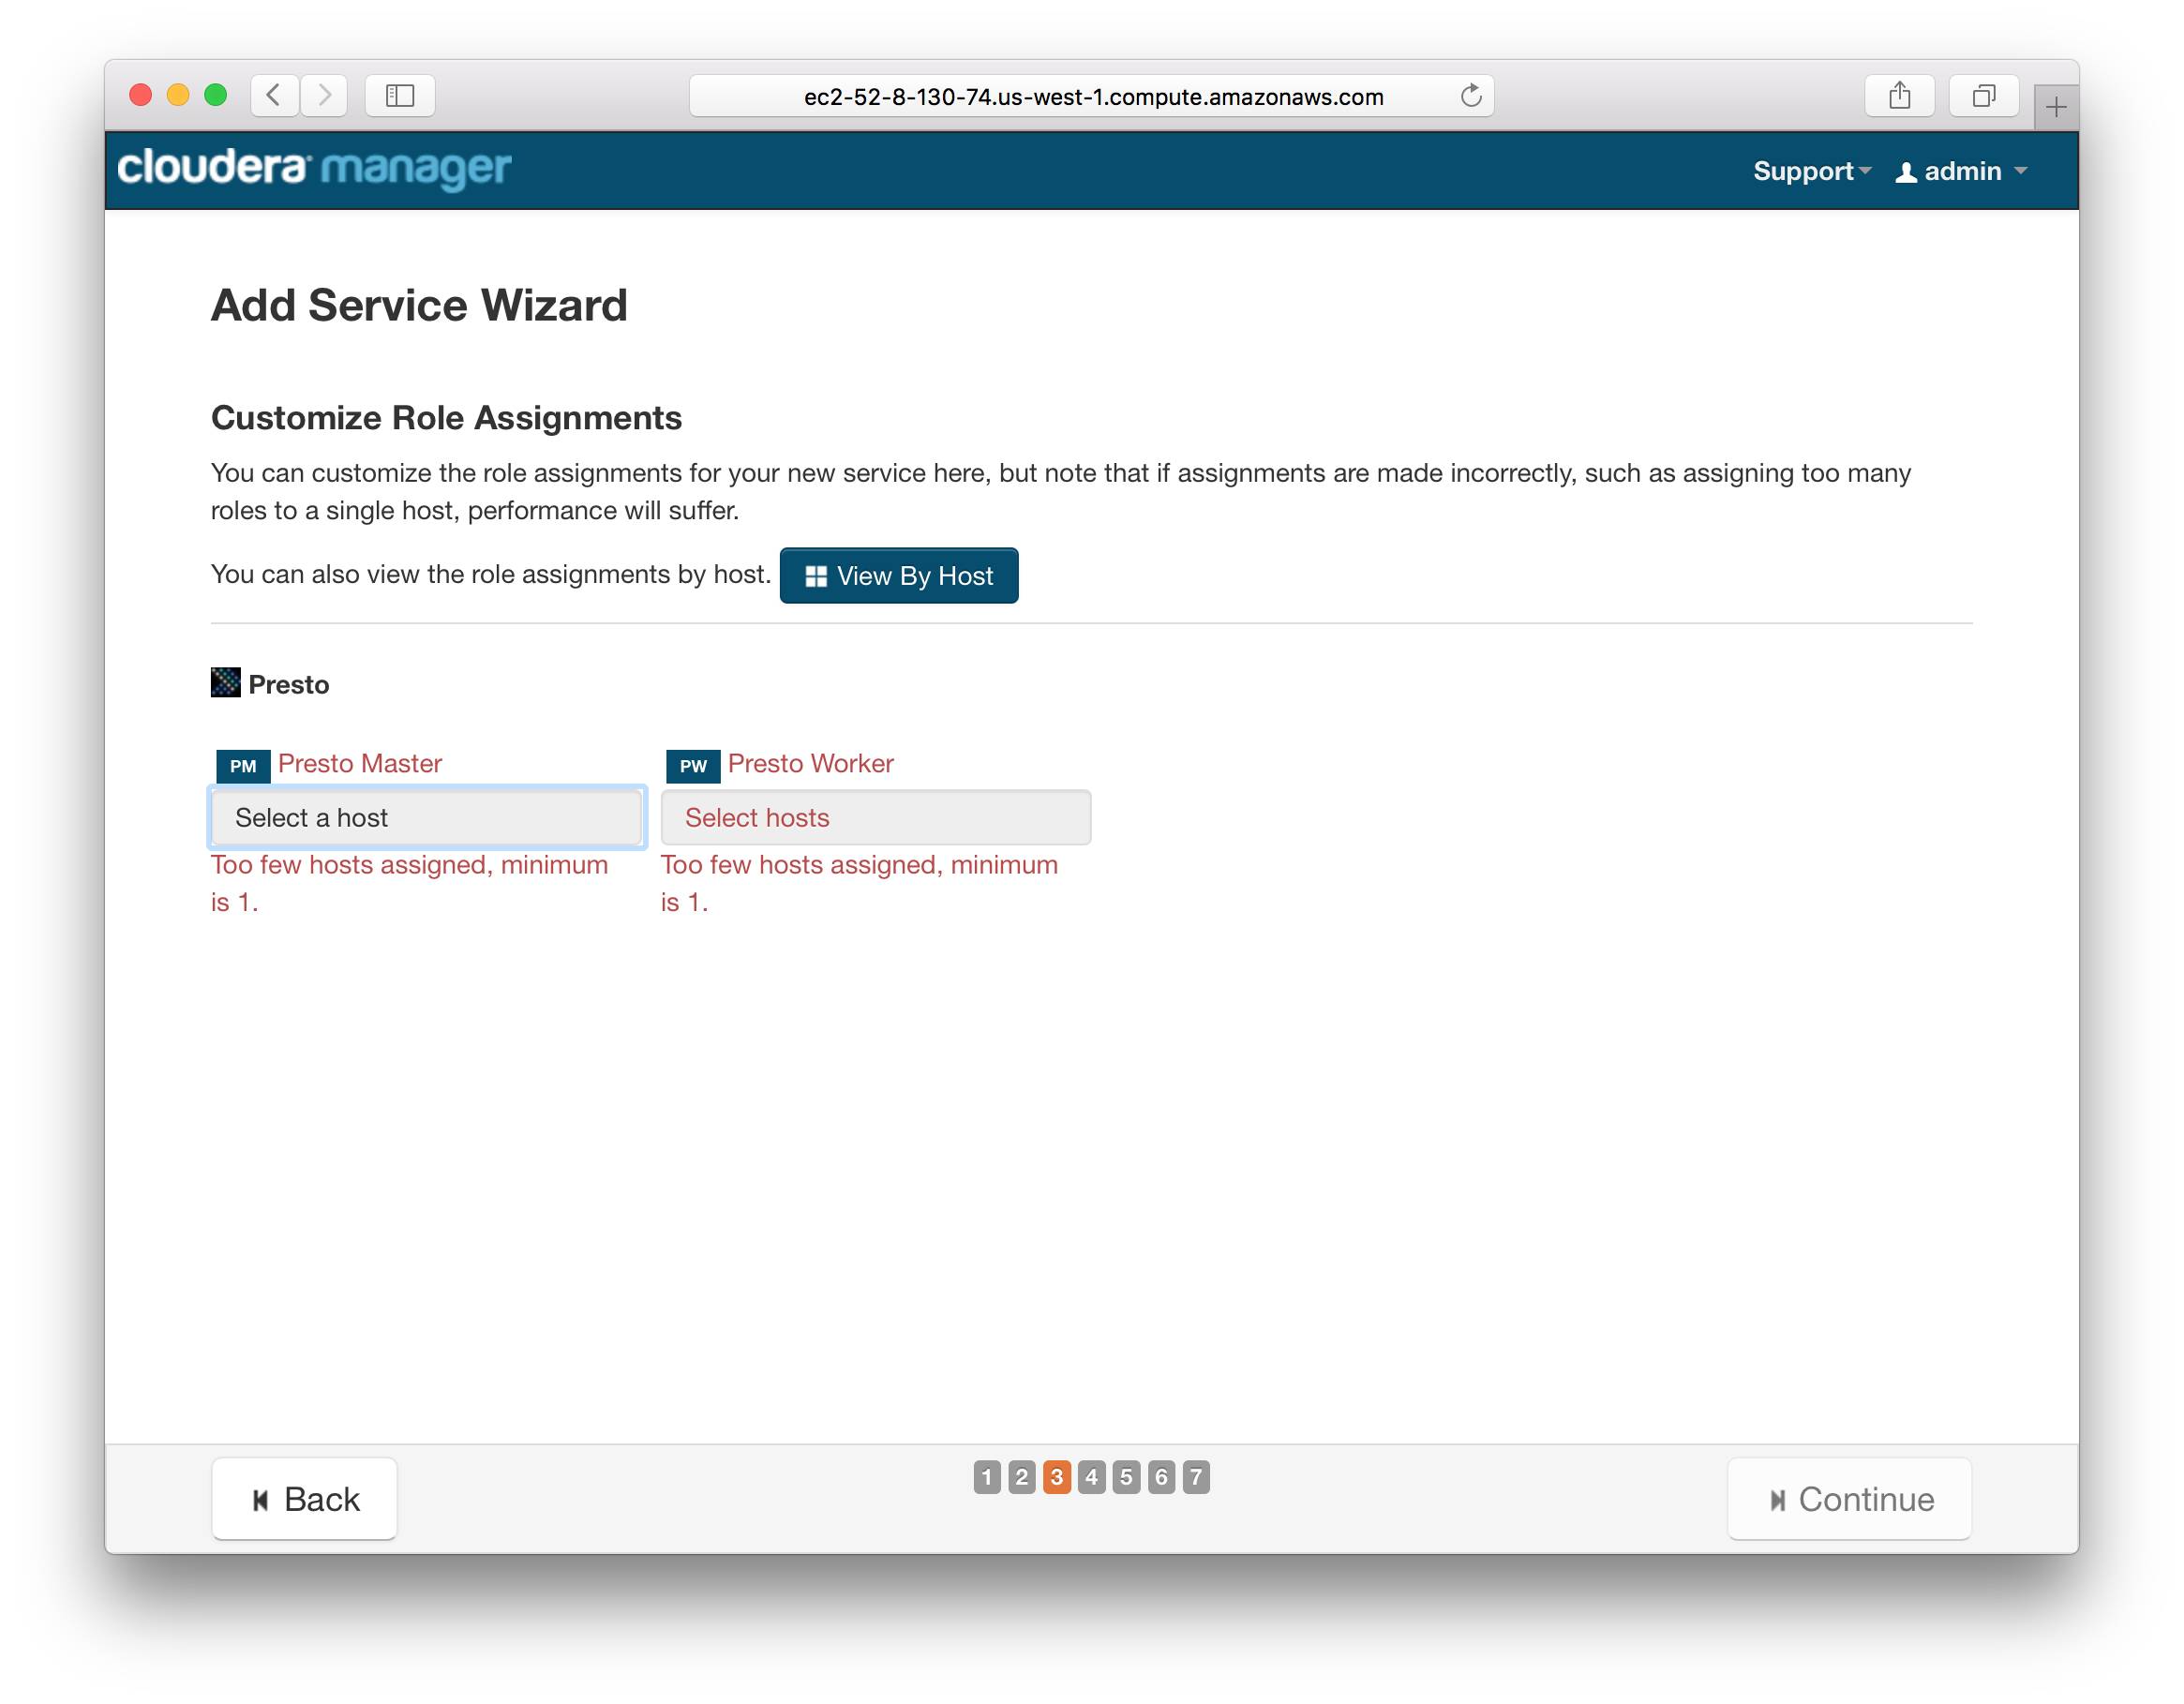 ec2-52-8-130-74.us-west-1.compute.amazonaws.com
cloudera manager
Support
admin
Add Service Wizard
Customize Role Assignments
You can customize the role assignments for your new service here, but note that if assignments are made incorrectly, such as assigning too many
roles to a single host, performance will suffer.
You can also view the role assignments by host.
View By Host
Presto
PM Presto Master
Select a host
Too few hosts assigned, minimum
is 1.
PW Presto Worker
Select hosts
Too few hosts assigned, minimum
is 1.
Back
1 2 3 4 5 6 7
Continue